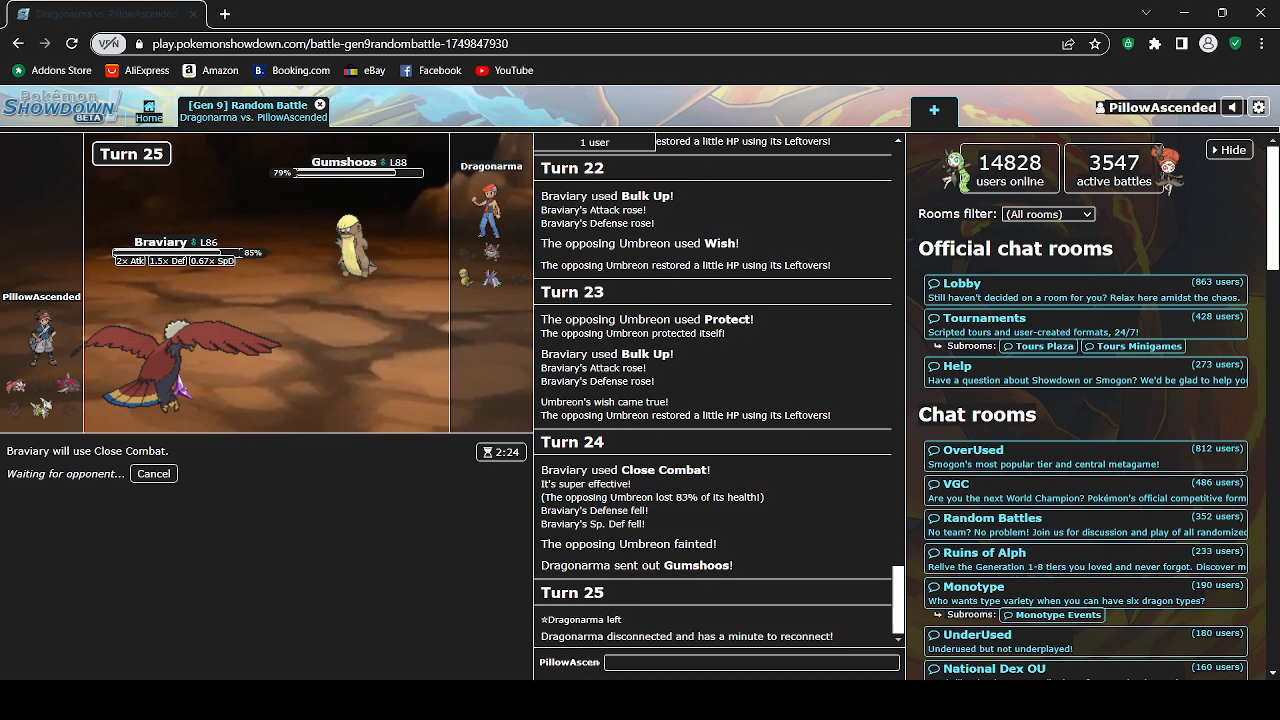 Dragonarma vs. PillowAscended
play.pokemonshowdown.com/battle-gen9randombattle-1749847930
VPN
Addons Store
AliExpress
Amazon
Booking.com
eBay
Facebook
YouTube
Pokémon
SHOWDOWN
BETA
Home
[Gen 9] Random Battle
Dragonarma vs. PillowAscended
PillowAscended
Turn 25
Gumshoos ♂ L88
79%
Braviary ♂ L86
85%
2× Atk 1.5× Def 0.67× SpD
PillowAscended
Dragonarma
Braviary will use Close Combat.
Waiting for opponent... Cancel
2:24
1 user
estored a little HP using its Leftovers!
Turn 22
Braviary used Bulk Up!
Braviary's Attack rose!
Braviary's Defense rose!
The opposing Umbreon used Wish!
The opposing Umbreon restored a little HP using its Leftovers!
Turn 23
The opposing Umbreon used Protect!
The opposing Umbreon protected itself!
Braviary used Bulk Up!
Braviary's Attack rose!
Braviary's Defense rose!
Umbreon's wish came true!
The opposing Umbreon restored a little HP using its Leftovers!
Turn 24
Braviary used Close Combat!
It's super effective!
(The opposing Umbreon lost 83% of its health!)
Braviary's Defense fell!
Braviary's Sp. Def fell!
The opposing Umbreon fainted!
Dragonarma sent out Gumshoos!
Turn 25
☆Dragonarma left
Dragonarma disconnected and has a minute to reconnect!
PillowAscen
14828
users online
3547
active battles
Hide
Rooms filter: (All rooms)
Official chat rooms
Lobby (863 users)
Still haven't decided on a room for you? Relax here amidst the chaos.
Tournaments (428 users)
Scripted tours and user-created formats, 24/7!
Subrooms: Tours Plaza Tours Minigames
Help (273 users)
Have a question about Showdown or Smogon? We'd be glad to help yo
Chat rooms
OverUsed (812 users)
Smogon's most popular tier and central metagame!
VGC (486 users)
Are you the next World Champion? Pokémon's official competitive form
Random Battles (352 users)
No team? No problem! Join us for discussion and play of all randomize
Ruins of Alph (233 users)
Relive the Generation 1-8 tiers you loved and never forgot. Discover m
Monotype (190 users)
Who wants type variety when you can have six dragon types?
Subrooms: Monotype Events
UnderUsed (180 users)
Underused but not underplayed!
National Dex OU (160 users)